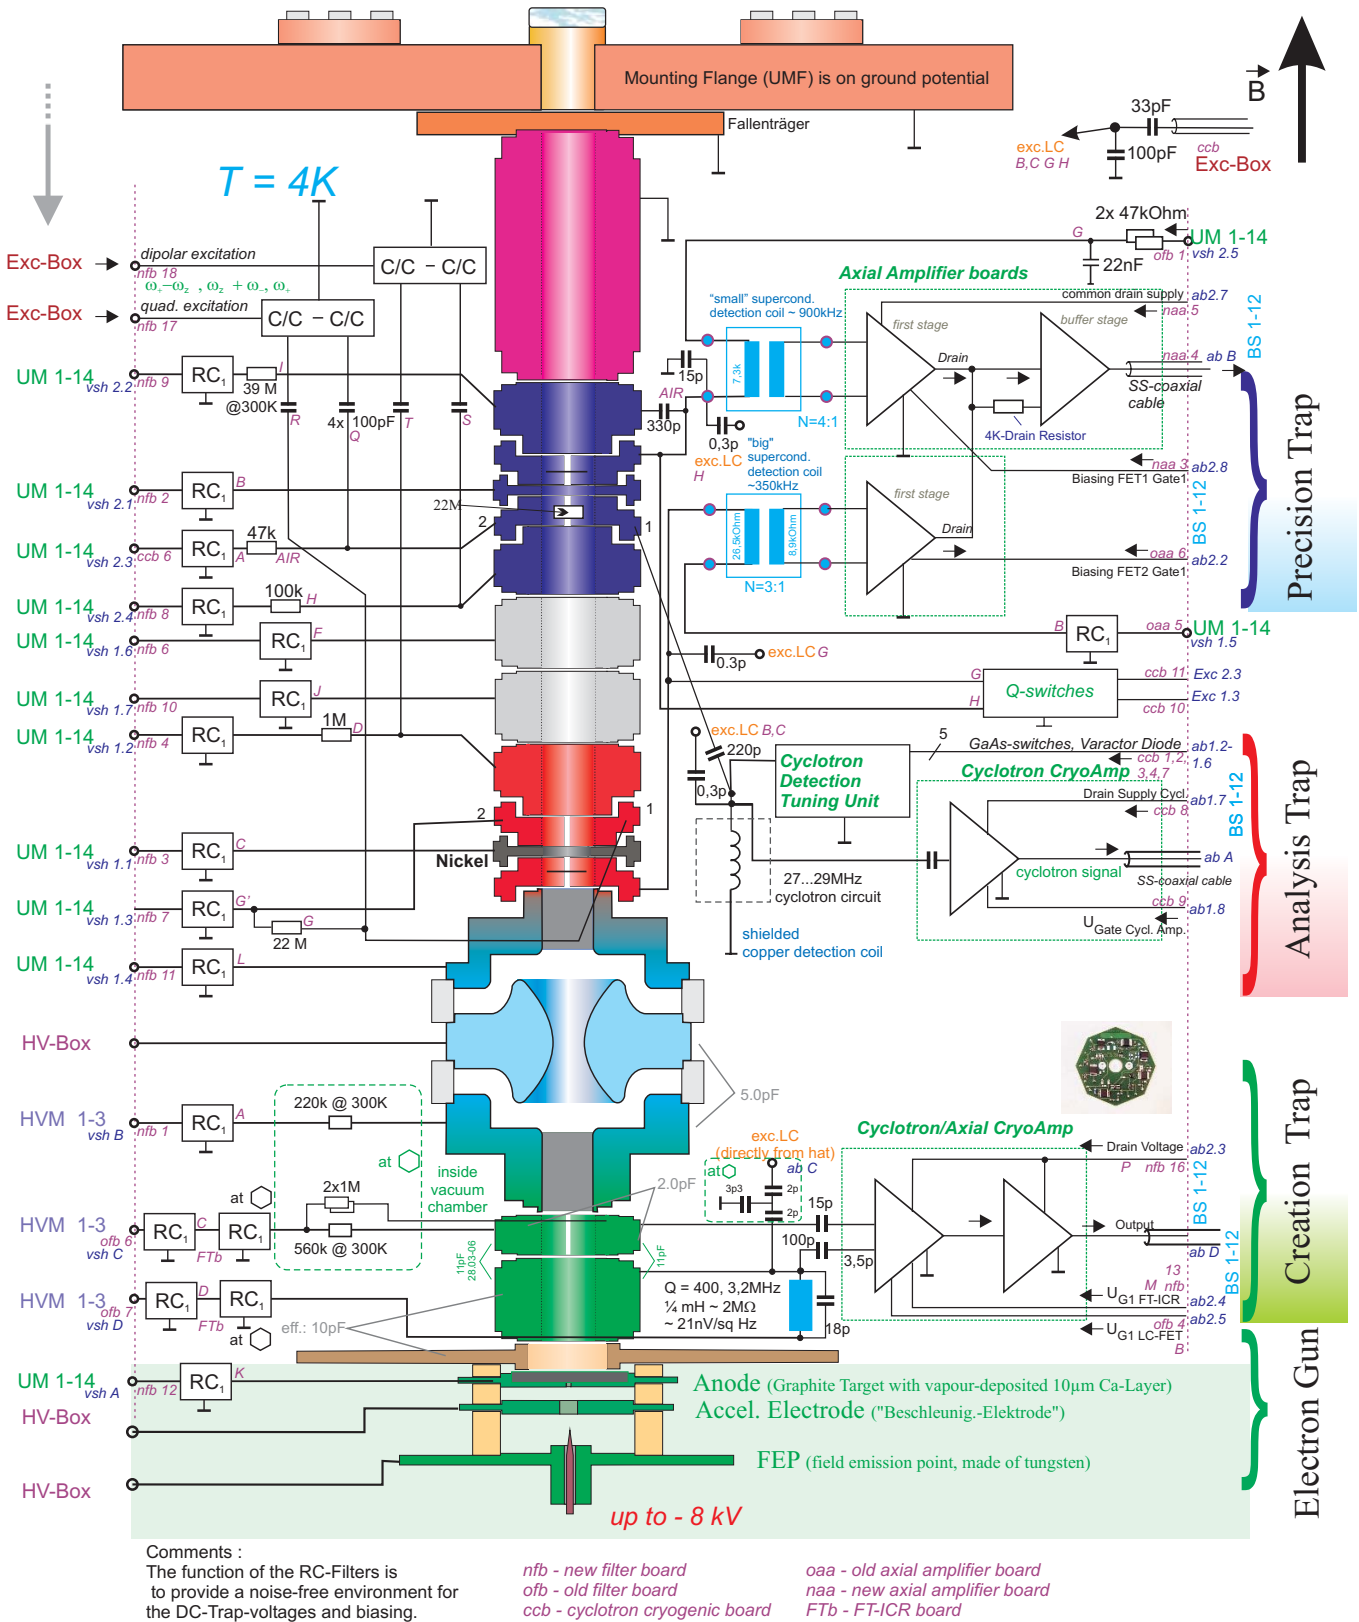 Mounting Flange (UMF) is on ground potential
B
Fallenträger
33pF
exc.LC
B,C G H
100pF
ccb
Exc-Box
T = 4K
2x 47kOhm
G
UM 1-14
ofb 1
vsh 2.5
22nF
Exc-Box
dipolar excitation
nfb 18
C/C – C/C
ω+–ωz , ωz + ω-, ω+
quad. excitation
Exc-Box
nfb 17
C/C – C/C
Axial Amplifier boards
"small" supercond.
detection coil ~ 900kHz
common drain supply
ab2.7
naa 5
first stage
buffer stage
BS 1-12
UM 1-14
vsh 2.2
nfb 9
RC1
I
39 M
@300K
R
4x
100pF
Q
T
S
15p
AIR
330p
7,3k
N=4:1
Drain
naa 4
ab B
SS-coaxial
cable
4K-Drain Resistor
0,3p
exc.LC
H
"big"
supercond.
detection coil
~350kHz
naa 3
ab2.8
Biasing FET1 Gate1
UM 1-14
vsh 2.1
nfb 2
RC1
B
22M
2
1
first stage
Drain
26,5kOhm
8,9kOhm
N=3:1
BS 1-12
oaa 6
ab2.2
Biasing FET2 Gate1
Precision Trap
UM 1-14
vsh 2.3
ccb 6
RC1
A
47k
AIR
UM 1-14
vsh 2.4
nfb 8
RC1
100k
H
UM 1-14
vsh 1.6
nfb 6
RC1
F
B
RC1
oaa 5
UM 1-14
vsh 1.5
0.3p
exc.LC G
G
H
Q-switches
ccb 11
Exc 2.3
Exc 1.3
ccb 10
UM 1-14
vsh 1.7
nfb 10
RC1
J
UM 1-14
vsh 1.2
nfb 4
RC1
1M
D
exc.LC B,C
220p
0,3p
Cyclotron
Detection
Tuning Unit
5
GaAs-switches, Varactor Diode
ab1.2-
1.6
ccb 1,2,
3,4,7
Cyclotron CryoAmp
Drain Supply Cycl.
ab1.7
ccb 8
BS 1-12
2
1
Nickel
UM 1-14
vsh 1.1
nfb 3
RC1
C
27...29MHz
cyclotron circuit
cyclotron signal
ab A
SS-coaxial cable
ccb 9
ab1.8
UGate Cycl. Amp.
shielded
copper detection coil
Analysis Trap
UM 1-14
vsh 1.3
nfb 7
RC1
G'
G
22 M
UM 1-14
vsh 1.4
nfb 11
RC1
L
HV-Box
5.0pF
HVM 1-3
vsh B
nfb 1
RC1
A
220k @ 300K
at
inside
vacuum
chamber
exc.LC
(directly from hat)
at
ab C
3p3
2p
2p
Cyclotron/Axial CryoAmp
Drain Voltage
ab2.3
P nfb 16
BS 1-12
2x1M
at
2.0pF
HVM 1-3
ofb 6
vsh C
RC1
C
FTb
RC1
560k @ 300K
15p
100p
3,5p
Output
ab D
BS 1-12
11pF
28.03-06
11pF
Q = 400, 3,2MHz
¼ mH ~ 2MΩ
~ 21nV/sq Hz
18p
13
M nfb
UG1 FT-ICR
ab2.4
ab2.5
ofb 4
UG1 LC-FET
B
Creation Trap
HVM 1-3
ofb 7
vsh D
RC1
D
FTb
RC1
at
eff.: 10pF
UM 1-14
vsh A
nfb 12
RC1
K
Anode (Graphite Target with vapour-deposited 10µm Ca-Layer)
HV-Box
Accel. Electrode ("Beschleunig.-Elektrode")
HV-Box
FEP (field emission point, made of tungsten)
Electron Gun
up to - 8 kV
Comments :
The function of the RC-Filters is
to provide a noise-free environment for
the DC-Trap-voltages and biasing.
nfb - new filter board
ofb - old filter board
ccb - cyclotron cryogenic board
oaa - old axial amplifier board
naa - new axial amplifier board
FTb - FT-ICR board